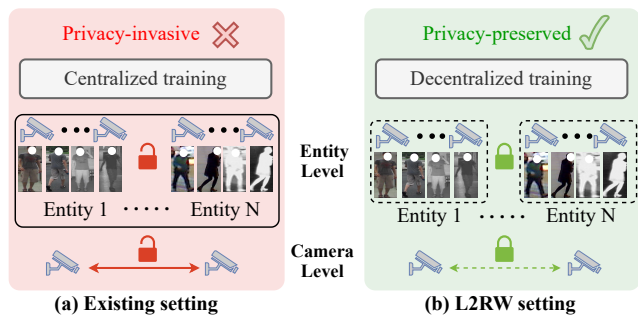 Privacy-invasive
Centralized training
Entity 1
Entity N
(a) Existing setting
Entity
Level
Camera
Level
Privacy-preserved
Decentralized training
Entity 1
Entity N
(b) L2RW setting